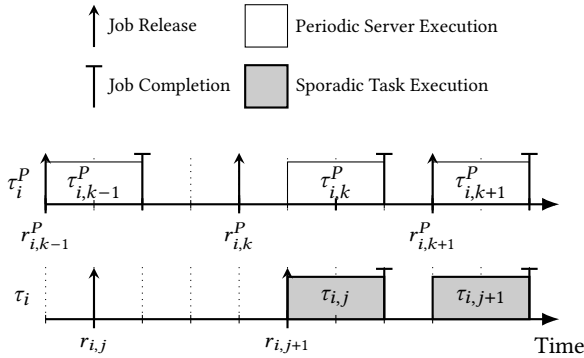 Job Release
Periodic Server Execution
Job Completion
Sporadic Task Execution
τ_i^P τ_{i,k−1}^P τ_{i,k}^P τ_{i,k+1}^P
r_{i,k−1}^P r_{i,k}^P r_{i,k+1}^P
τ_i τ_{i,j} τ_{i,j+1}
r_{i,j} r_{i,j+1} Time